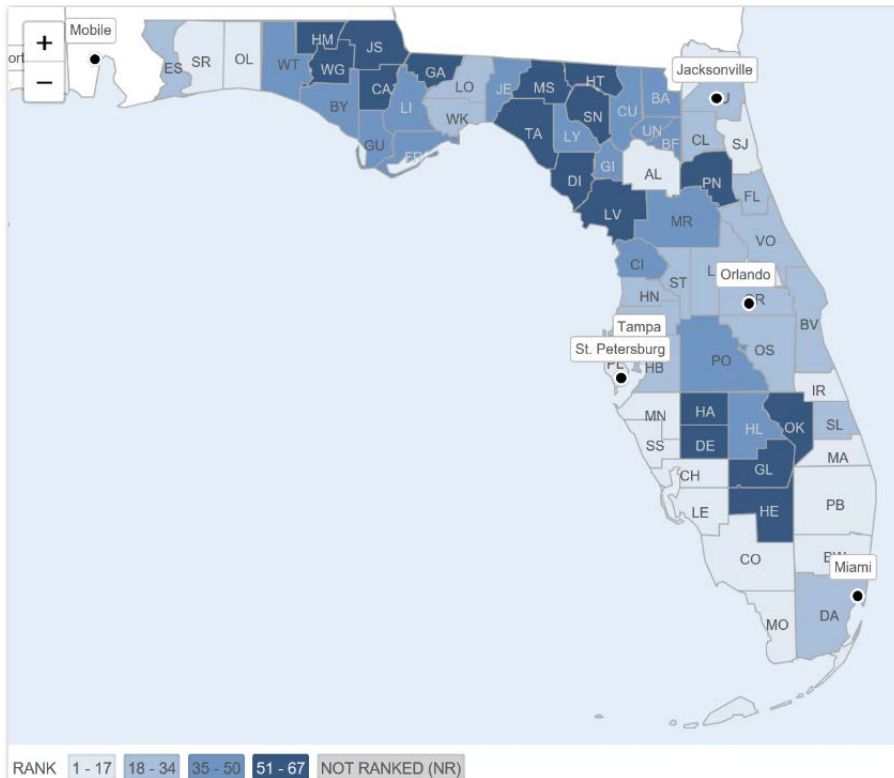 Mobile
ort
+
−
HM
JS
ES
SR
OL
WT
WG
GA
LO
JE
MS
HT
BA
Jacksonville
BY
CA
LI
WK
TA
SN
CU
UN
BF
CL
SJ
GU
LY
GI
AL
DI
PN
FL
LV
MR
VO
CI
ST
Orlando
HN
BV
Tampa
OS
St. Petersburg
PO
HB
IR
MN
HA
HL
OK
SL
SS
DE
MA
GL
CH
LE
HE
PB
CO
Miami
DA
MO
RANK 1 - 17 18 - 34 35 - 50 51 - 67 NOT RANKED (NR)